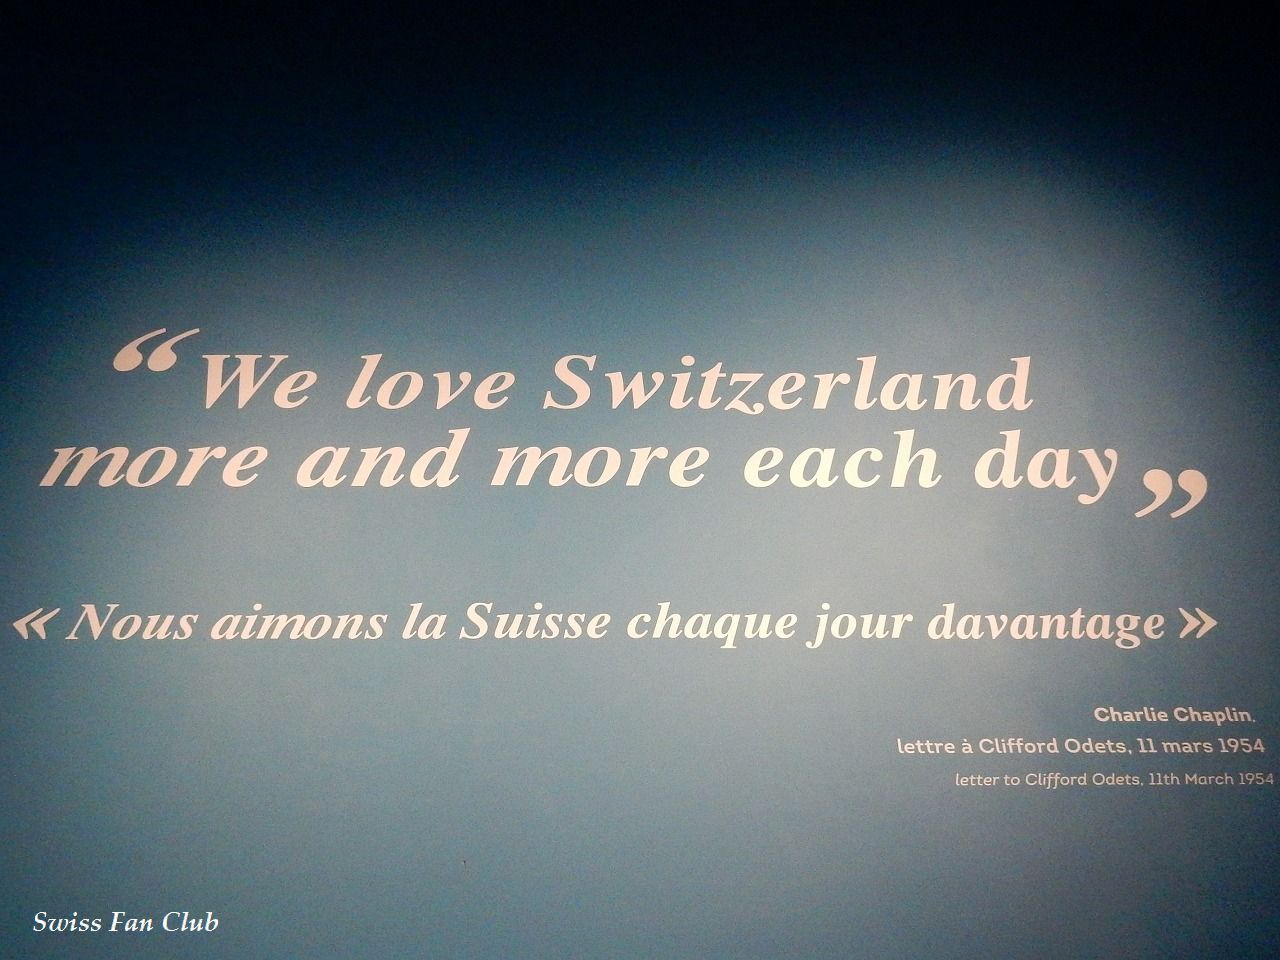 “We love Switzerland
more and more each day”
« Nous aimons la Suisse chaque jour davantage »
Charlie Chaplin,
lettre à Clifford Odets, 11 mars 1954
letter to Clifford Odets, 11th March 1954
Swiss Fan Club